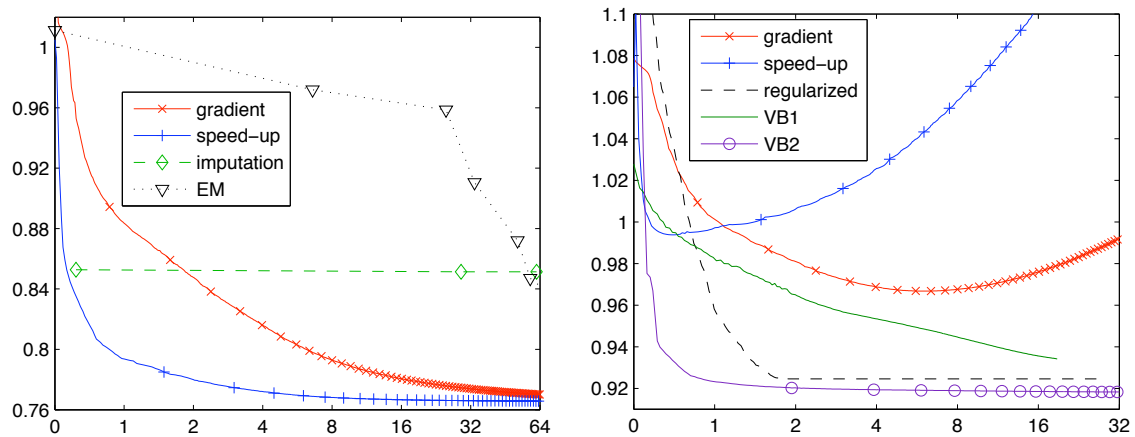 1
0.96
0.92
0.88
0.84
0.8
0.76
gradient
speed-up
imputation
EM
0 1 2 4 8 16 32 64
1.1
1.08
1.06
1.04
1.02
1
0.98
0.96
0.94
0.92
gradient
speed-up
regularized
VB1
VB2
0 1 2 4 8 16 32